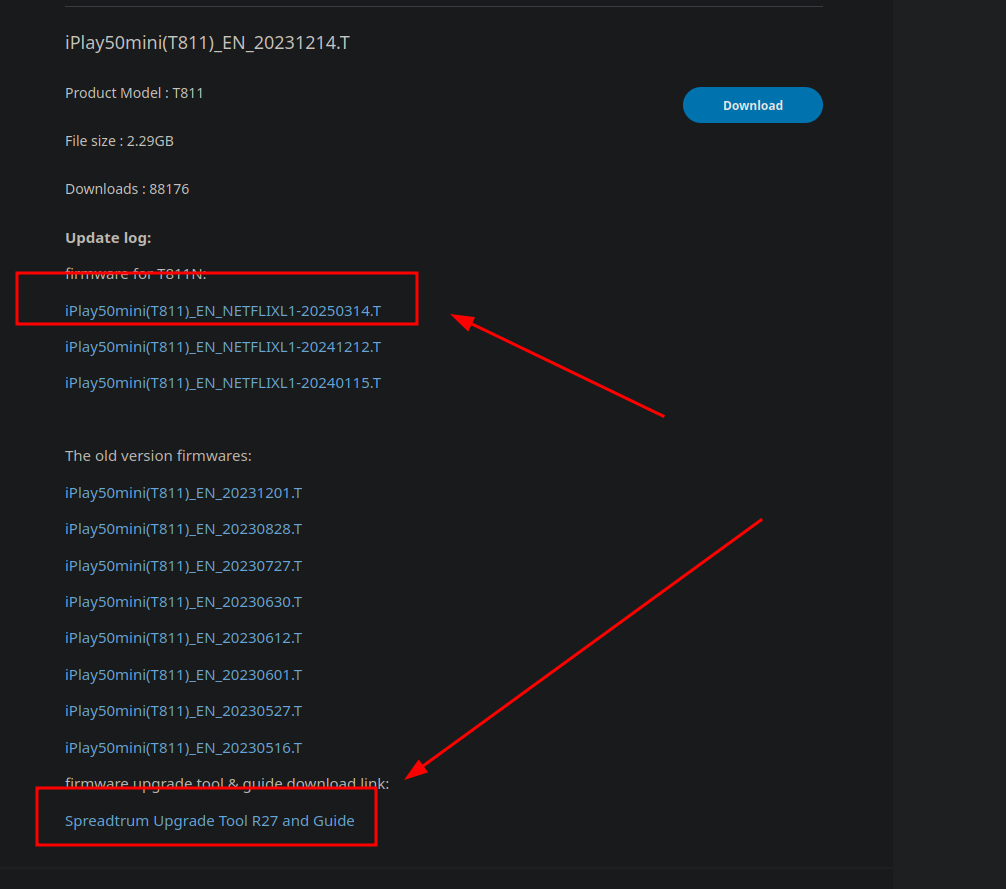 iPlay50mini(T811)_EN_20231214.T
Product Model : T811
Download
File size : 2.29GB
Downloads : 88176
Update log:
firmware for T811N:
iPlay50mini(T811)_EN_NETFLIXL1-20250314.T
iPlay50mini(T811)_EN_NETFLIXL1-20241212.T
iPlay50mini(T811)_EN_NETFLIXL1-20240115.T
The old version firmwares:
iPlay50mini(T811)_EN_20231201.T
iPlay50mini(T811)_EN_20230828.T
iPlay50mini(T811)_EN_20230727.T
iPlay50mini(T811)_EN_20230630.T
iPlay50mini(T811)_EN_20230612.T
iPlay50mini(T811)_EN_20230601.T
iPlay50mini(T811)_EN_20230527.T
iPlay50mini(T811)_EN_20230516.T
firmware upgrade tool & guide download link:
Spreadtrum Upgrade Tool R27 and Guide